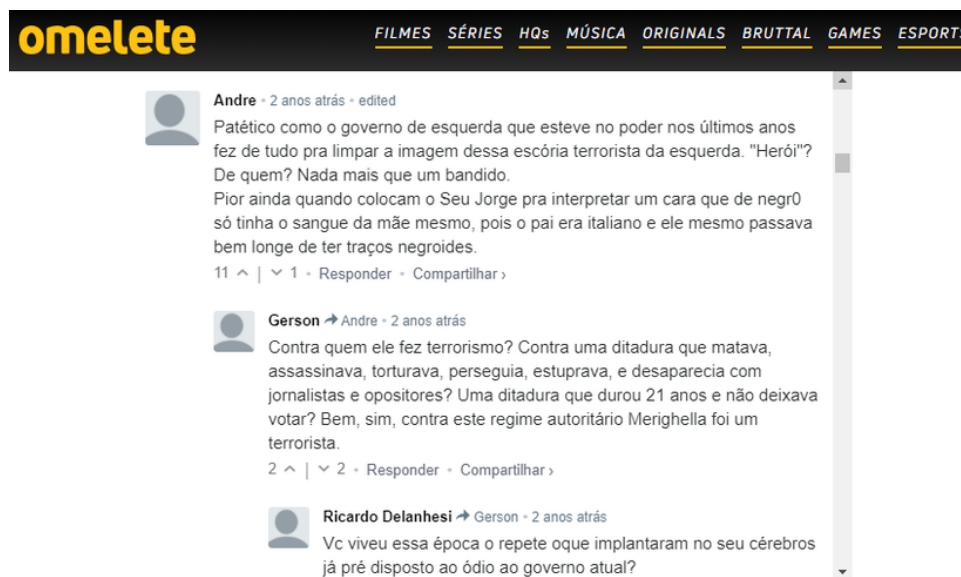 omelete
FILMES SÉRIES HQs MÚSICA ORIGINALS BRUTTAL GAMES ESPORTS
Andre • 2 anos atrás • edited
Patético como o governo de esquerda que esteve no poder nos últimos anos
fez de tudo pra limpar a imagem dessa escória terrorista da esquerda. "Herói"?
De quem? Nada mais que um bandido.
Pior ainda quando colocam o Seu Jorge pra interpretar um cara que de negr0
só tinha o sangue da mãe mesmo, pois o pai era italiano e ele mesmo passava
bem longe de ter traços negroides.
11 | 1 • Responder • Compartilhar ›
Gerson Andre • 2 anos atrás
Contra quem ele fez terrorismo? Contra uma ditadura que matava,
assassinava, torturava, perseguia, estuprava, e desaparecia com
jornalistas e opositores? Uma ditadura que durou 21 anos e não deixava
votar? Bem, sim, contra este regime autoritário Merighella foi um
terrorista.
2 | 2 • Responder • Compartilhar ›
Ricardo Delanhesi Gerson • 2 anos atrás
Vc viveu essa época o repete oque implantaram no seu cérebros
já pré disposto ao ódio ao governo atual?